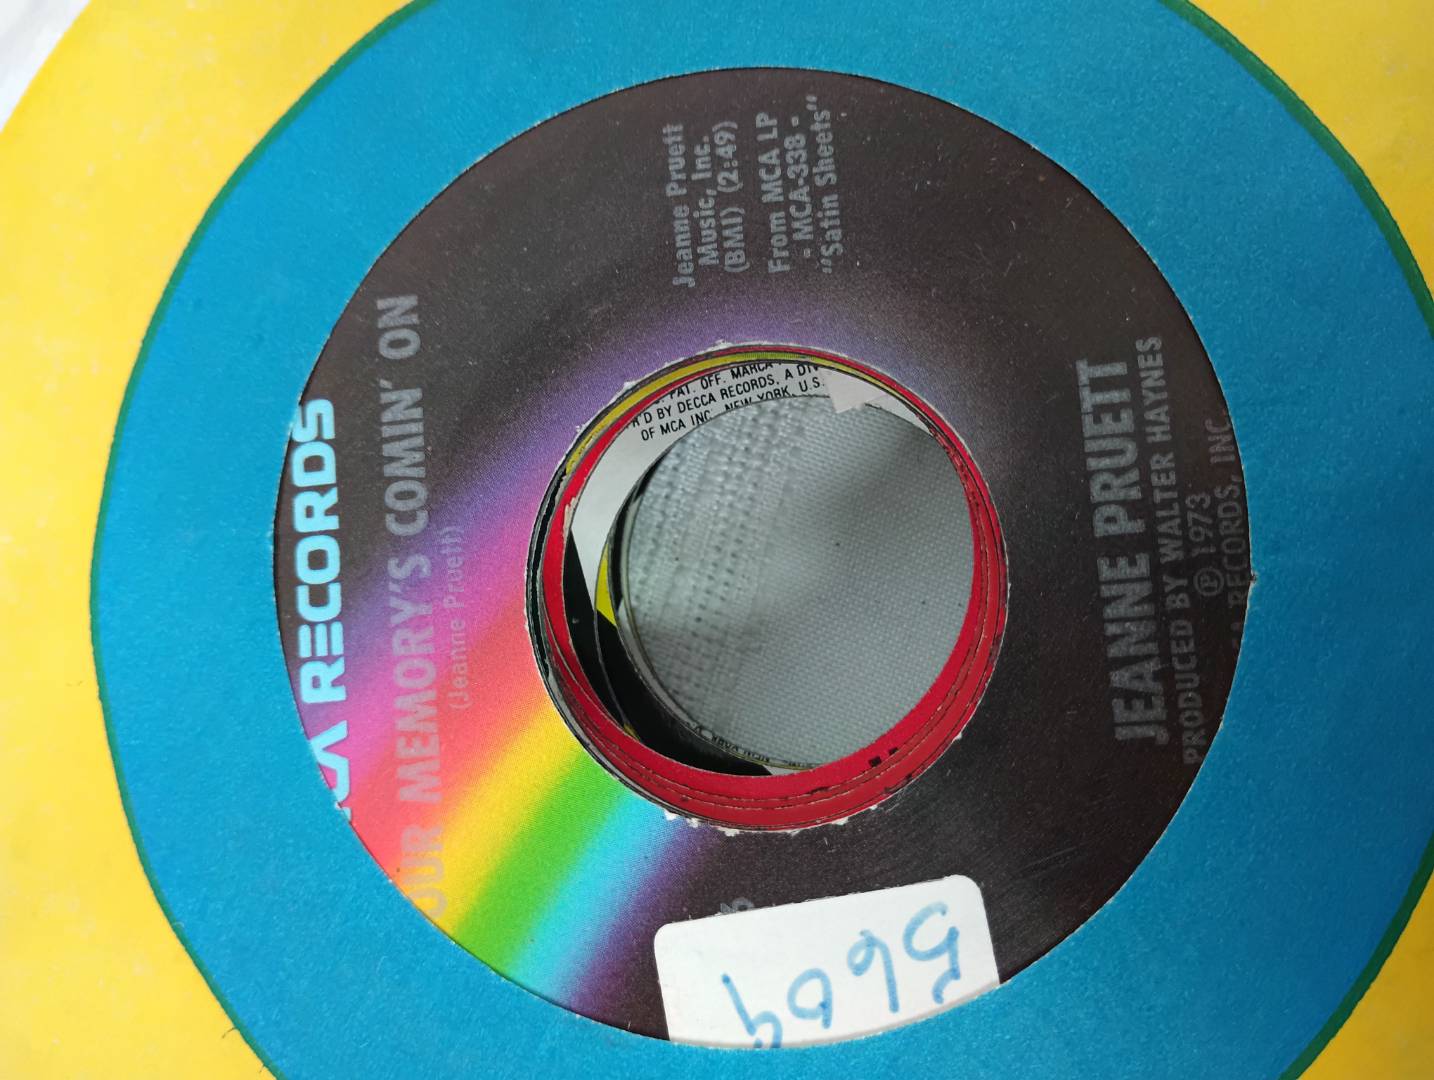 RECORDS
OUR MEMORY'S COMIN' ON
(Jeanne Pruett)
Jeanne Pruett
Music, Inc.
(BMI) (2:49)
From MCA LP
- MCA-338 -
"Satin Sheets"
JEANNE PRUETT
PRODUCED BY WALTER HAYNES
℗ 1973
RECORDS, INC.
PAT. OFF. MARCA
R'D BY DECCA RECORDS, A DIV
OF MCA INC., NEW YORK, U.S.
5609